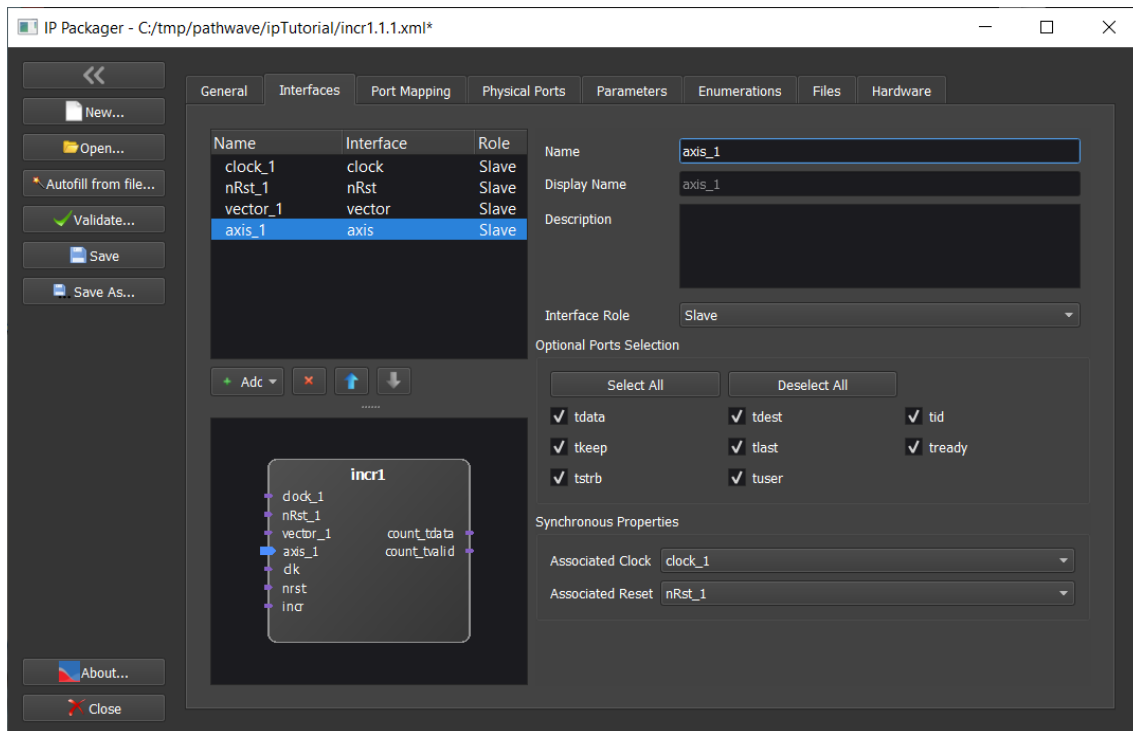 IP Packager - C:/tmp/pathwave/ipTutorial/incr1.1.1.xml*
New...
Open...
Autofill from file...
Validate...
Save
Save As...
About...
Close
General Interfaces Port Mapping Physical Ports Parameters Enumerations Files Hardware
Name Interface Role
clock_1 clock Slave
nRst_1 nRst Slave
vector_1 vector Slave
axis_1 axis Slave
Adc
incr1
clock_1
nRst_1
vector_1 count_tdata
axis_1 count_tvalid
clk
nrst
incr
Name axis_1
Display Name axis_1
Description
Interface Role Slave
Optional Ports Selection
Select All Deselect All
tdata tdest tid
tkeep tlast tready
tstrb tuser
Synchronous Properties
Associated Clock clock_1
Associated Reset nRst_1